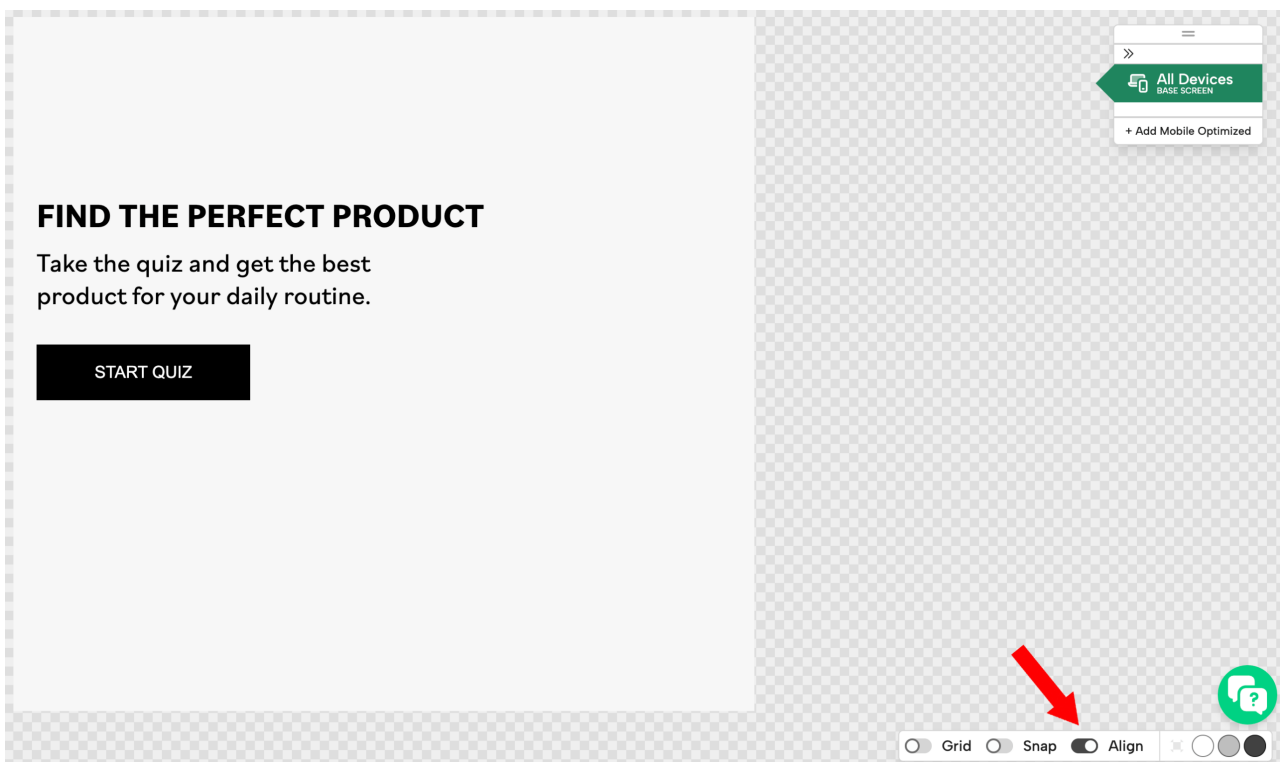 All Devices
BASE SCREEN
+ Add Mobile Optimized
FIND THE PERFECT PRODUCT
Take the quiz and get the best
product for your daily routine.
START QUIZ
?
Grid Snap Align